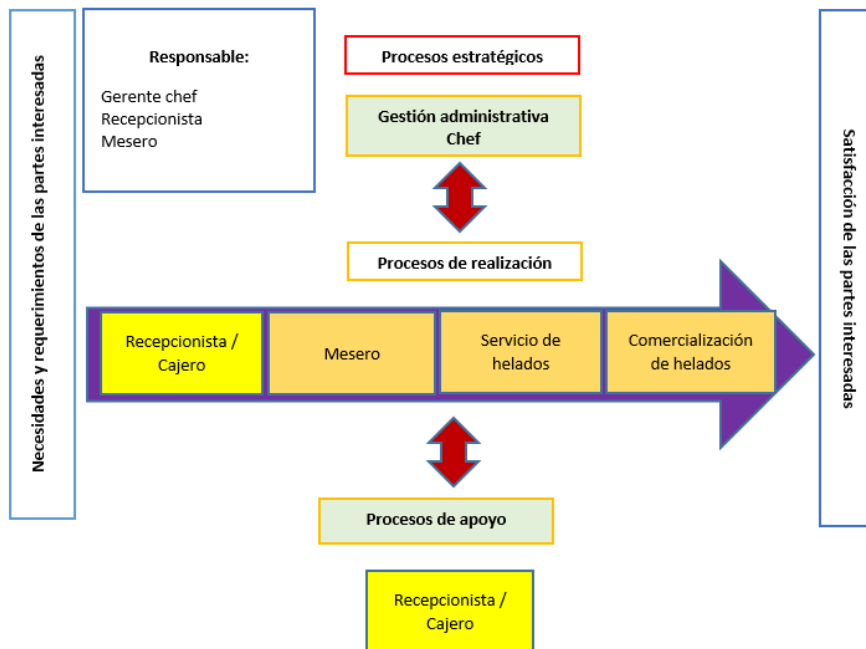 Necesidades y requerimientos de las partes interesadas
Responsable:
Gerente chef
Recepcionista
Mesero
Procesos estratégicos
Gestión administrativa
Chef
Procesos de realización
Recepcionista /
Cajero
Mesero
Servicio de
helados
Comercialización
de helados
Procesos de apoyo
Recepcionista /
Cajero
Satisfacción de las partes interesadas